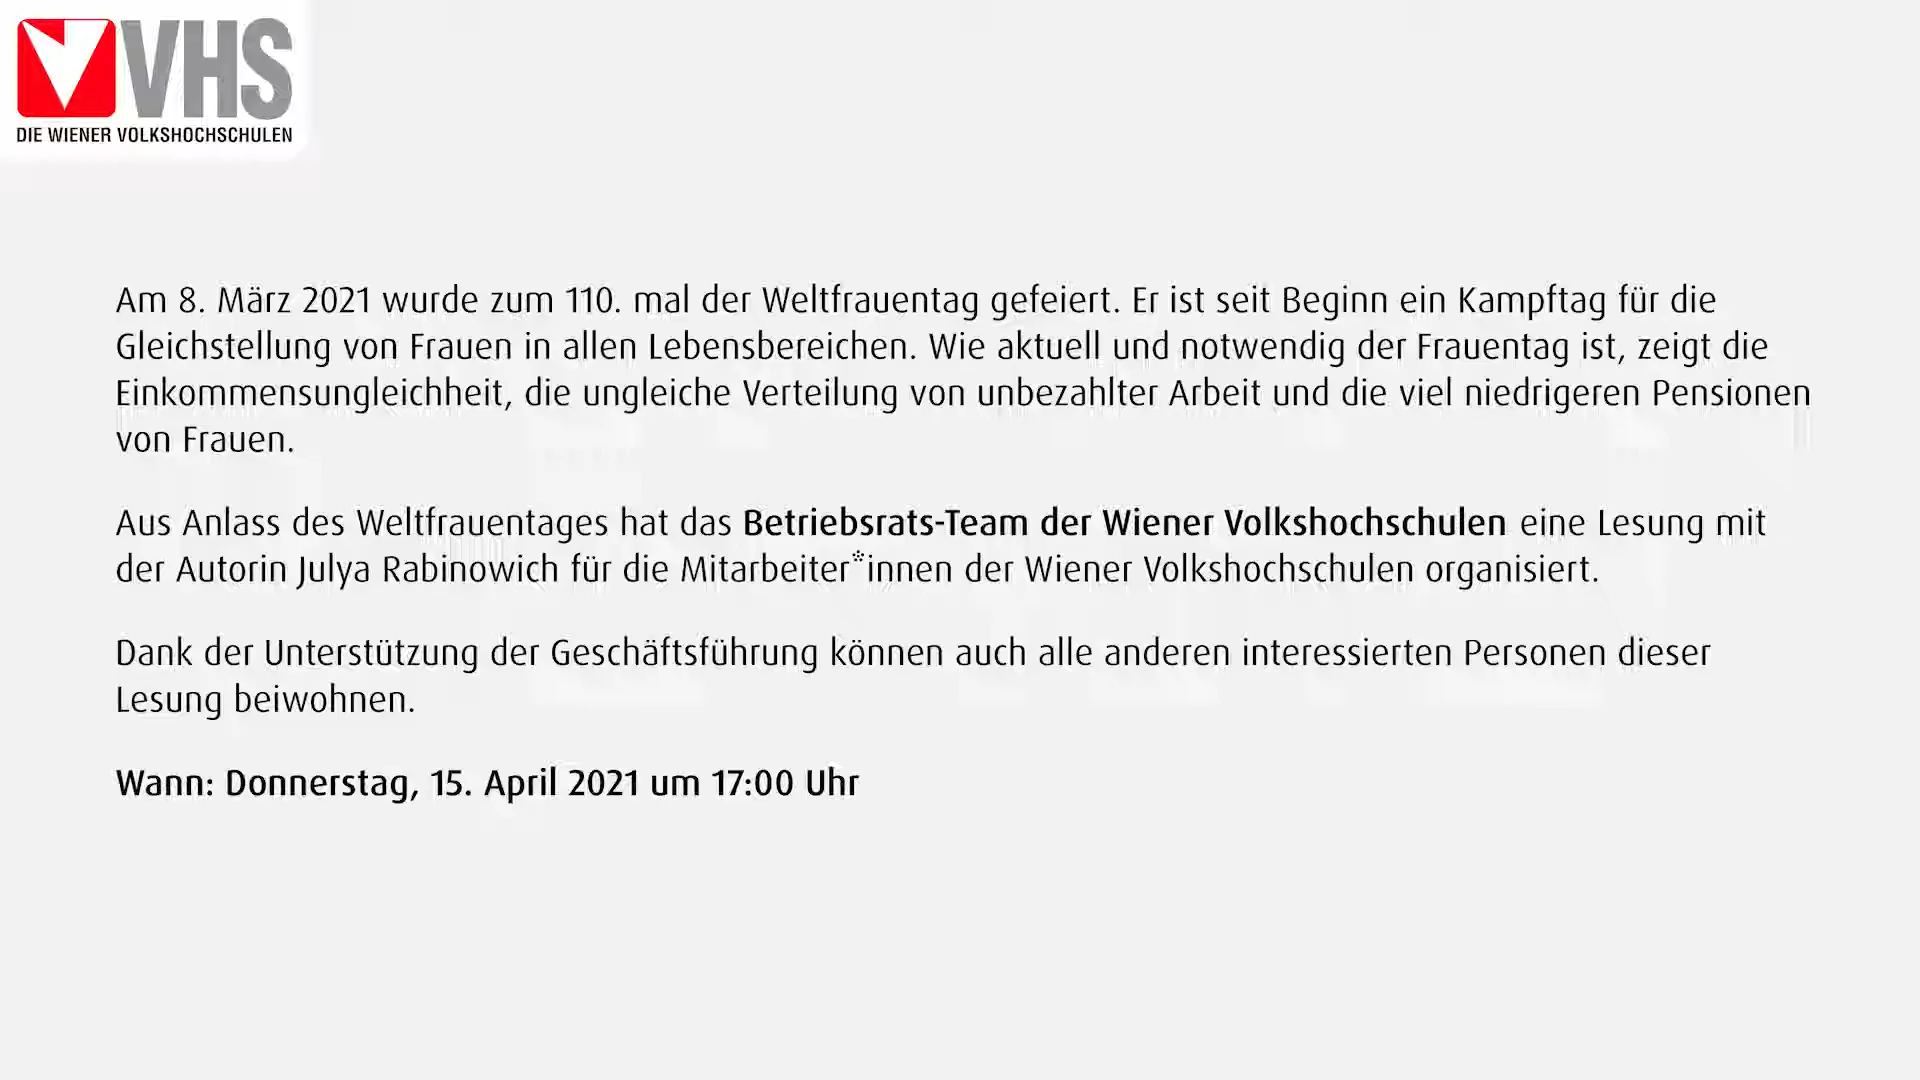 VHS
DIE WIENER VOLKSHOCHSCHULEN
Am 8. März 2021 wurde zum 110. mal der Weltfrauentag gefeiert. Er ist seit Beginn ein Kampftag für die
Gleichstellung von Frauen in allen Lebensbereichen. Wie aktuell und notwendig der Frauentag ist, zeigt die
Einkommensungleichheit, die ungleiche Verteilung von unbezahlter Arbeit und die viel niedrigeren Pensionen
von Frauen.
Aus Anlass des Weltfrauentages hat das Betriebsrats-Team der Wiener Volkshochschulen eine Lesung mit
der Autorin Julya Rabinowich für die Mitarbeiter*innen der Wiener Volkshochschulen organisiert.
Dank der Unterstützung der Geschäftsführung können auch alle anderen interessierten Personen dieser
Lesung beiwohnen.
Wann: Donnerstag, 15. April 2021 um 17:00 Uhr